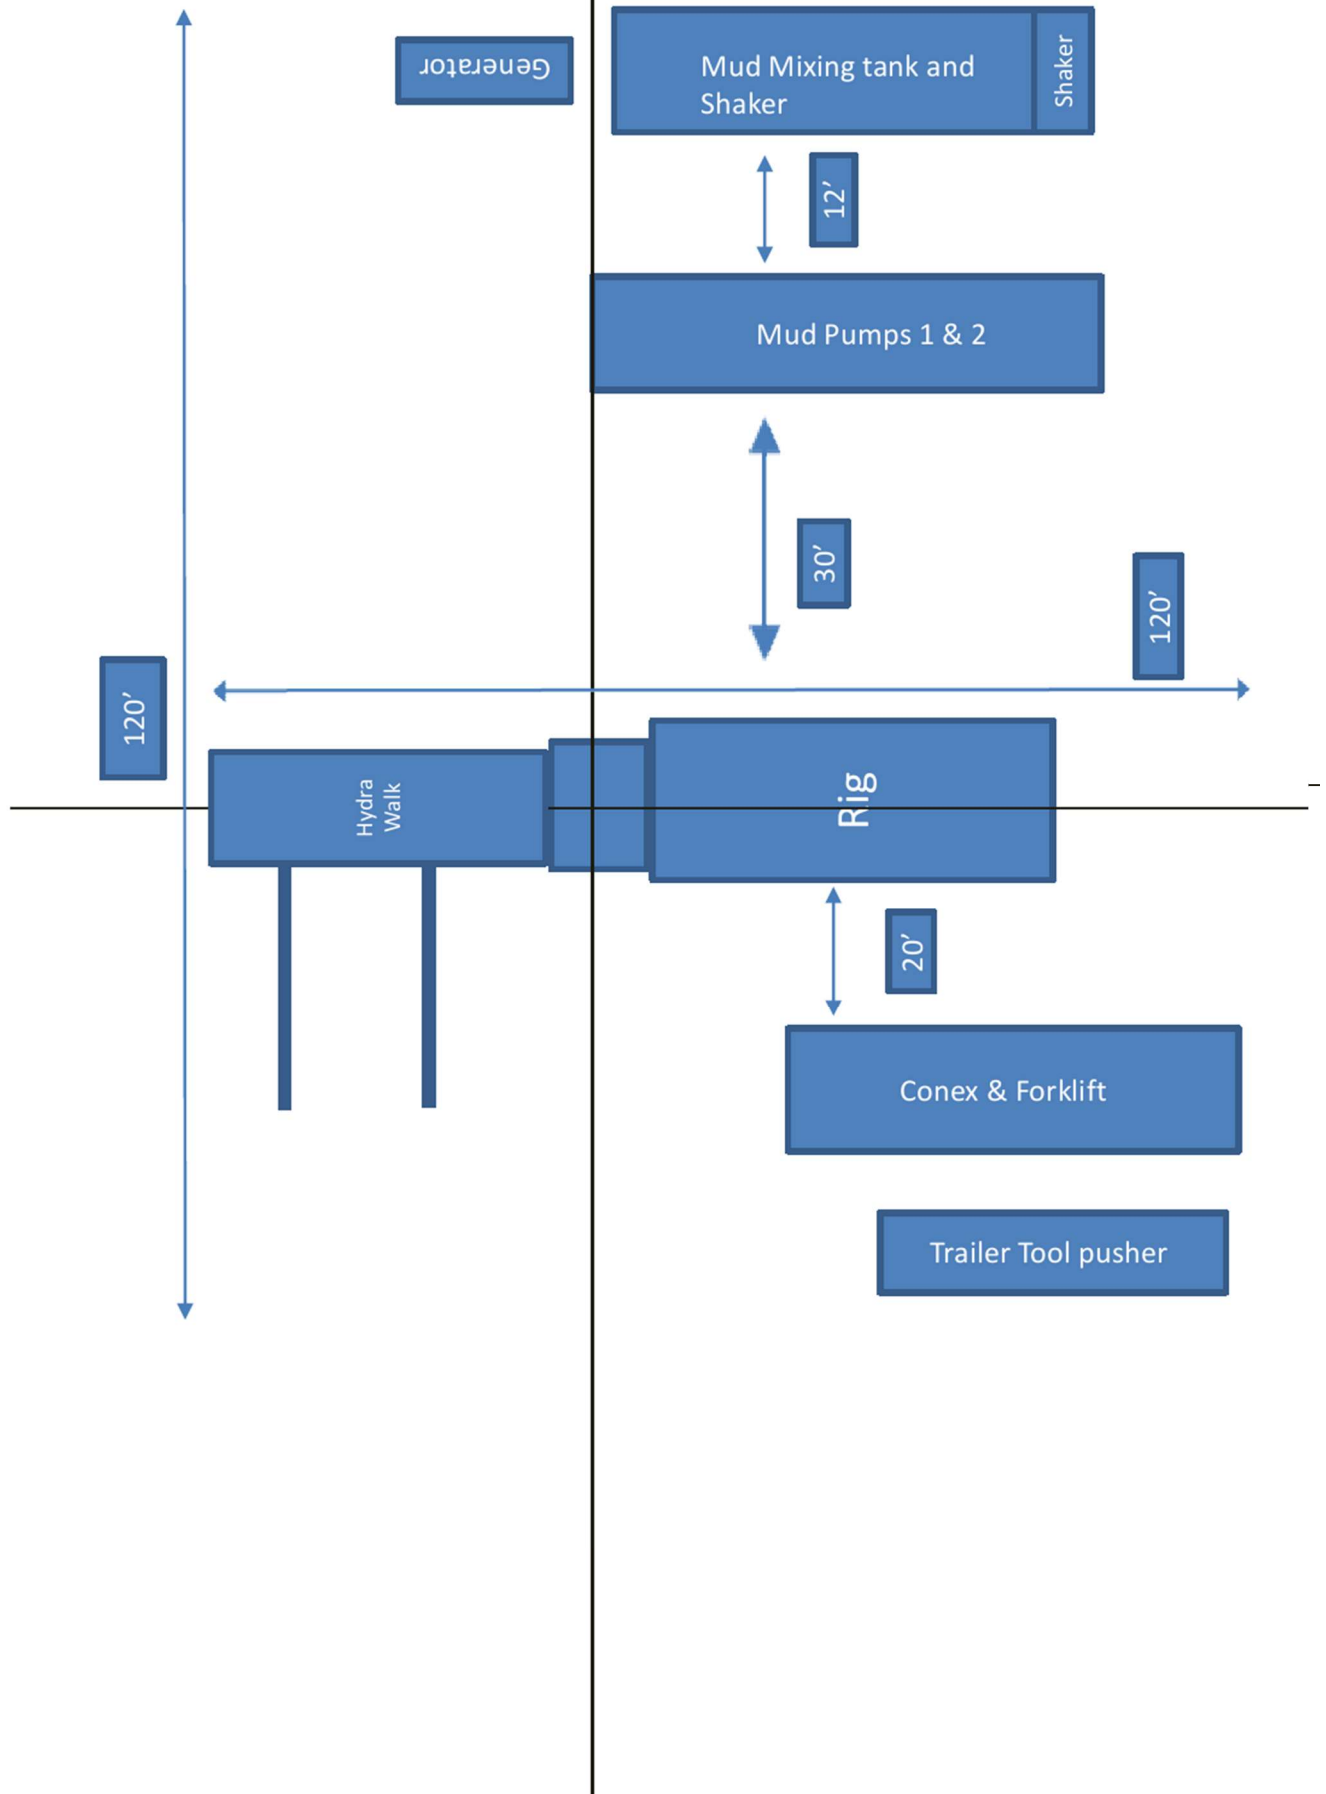 Generator
Mud Mixing tank and
Shaker
Shaker
12’
Mud Pumps 1 & 2
30’
120’
120’
Hydra
Walk
Rig
20’
Conex & Forklift
Trailer Tool pusher